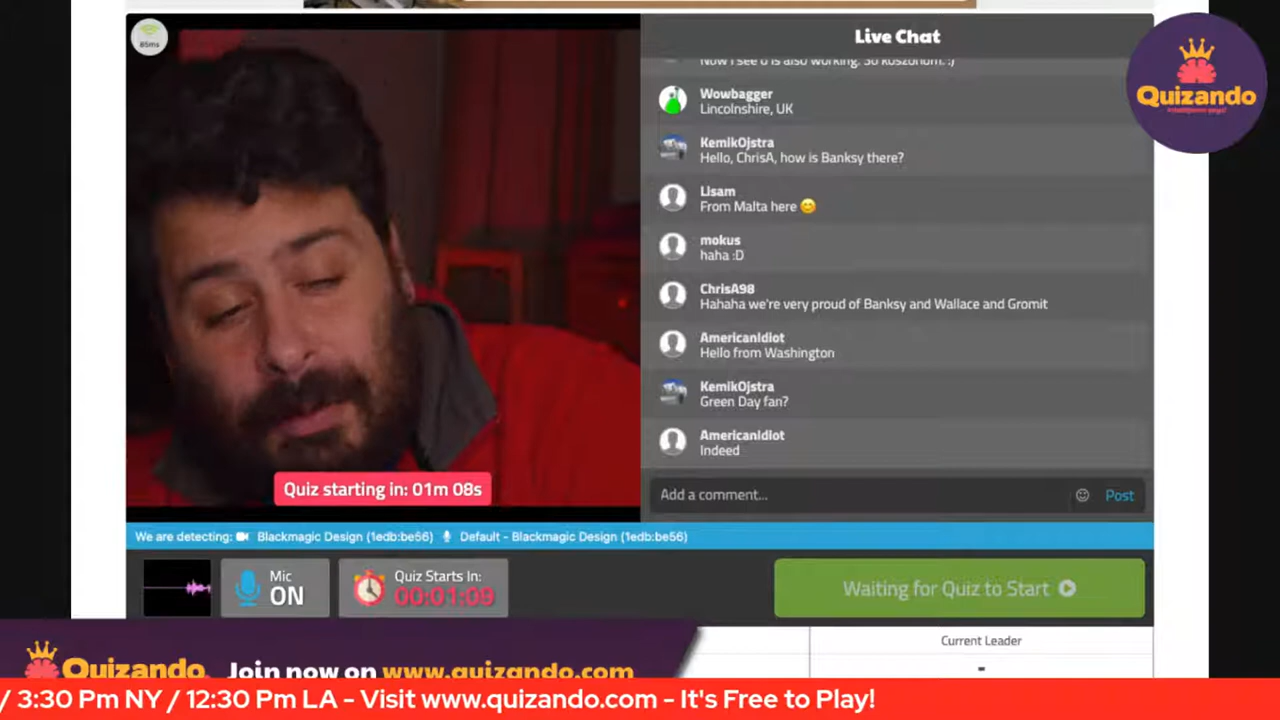 85ms
Live Chat
Now I see ő is also working. So köszönöm. :)
Wowbagger
Lincolnshire, UK
KemikOjstra
Hello, ChrisA, how is Banksy there?
Lisam
From Malta here 😊
mokus
haha :D
ChrisA98
Hahaha we're very proud of Banksy and Wallace and Gromit
AmericanIdiot
Hello from Washington
KemikOjstra
Green Day fan?
AmericanIdiot
Indeed
Add a comment...
Post
Quizando
Quiz starting in: 01m 08s
We are detecting: Blackmagic Design (1edb:be56) Default - Blackmagic Design (1edb:be56)
Mic
ON
Quiz Starts In:
00:01:09
Waiting for Quiz to Start
Current Leader
-
Quizando
Join now on www.quizando.com
/ 3:30 Pm NY / 12:30 Pm LA - Visit www.quizando.com - It's Free to Play!